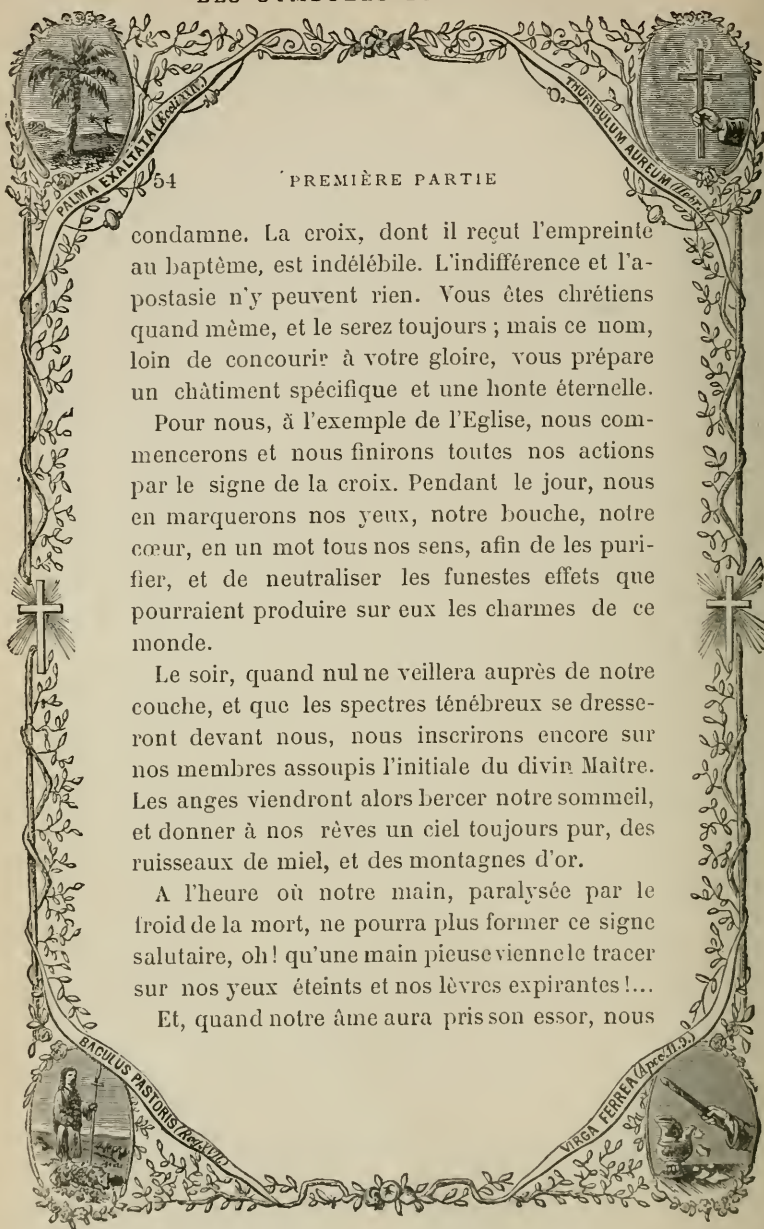 54 PREMIÈRE PARTIE
PALMA EXALTATA (Eccli. XXIV.)
THURIBULUM AUREUM
condamne. La croix, dont il reçut l'empreinte
au baptême, est indélébile. L'indifférence et l'a-
postasie n'y peuvent rien. Vous êtes chrétiens
quand même, et le serez toujours ; mais ce nom,
loin de concourir à votre gloire, vous prépare
un châtiment spécifique et une honte éternelle.
Pour nous, à l'exemple de l'Eglise, nous com-
mencerons et nous finirons toutes nos actions
par le signe de la croix. Pendant le jour, nous
en marquerons nos yeux, notre bouche, notre
cœur, en un mot tous nos sens, afin de les puri-
fier, et de neutraliser les funestes effets que
pourraient produire sur eux les charmes de ce
monde.
Le soir, quand nul ne veillera auprès de notre
couche, et que les spectres ténébreux se dresse-
ront devant nous, nous inscrirons encore sur
nos membres assoupis l'initiale du divin Maître.
Les anges viendront alors bercer notre sommeil,
et donner à nos rêves un ciel toujours pur, des
ruisseaux de miel, et des montagnes d'or.
A l'heure où notre main, paralysée par le
froid de la mort, ne pourra plus former ce signe
salutaire, oh ! qu'une main pieuse vienne le tracer
sur nos yeux éteints et nos lèvres expirantes !...
Et, quand notre âme aura pris son essor, nous
BACULUS PASTORIS
VIRGA FERREA (Apoc. II. 9.)